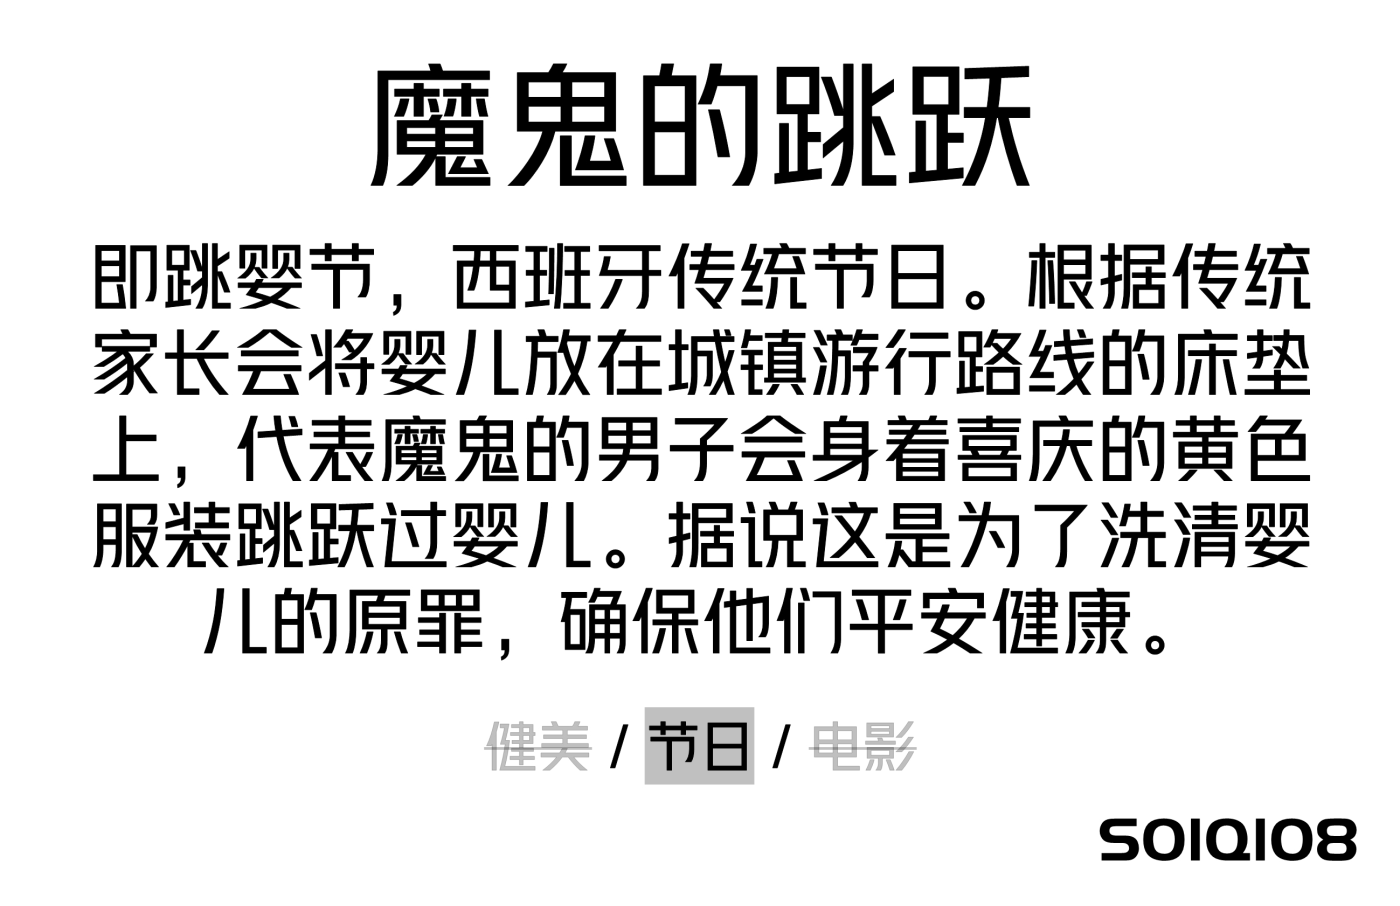 魔鬼的跳跃
即跳婴节，西班牙传统节日。根据传统
家长会将婴儿放在城镇游行路线的床垫
上，代表魔鬼的男子会身着喜庆的黄色
服装跳跃过婴儿。据说这是为了洗清婴
儿的原罪，确保他们平安健康。
健美 / 节日 / 电影
S01Q108